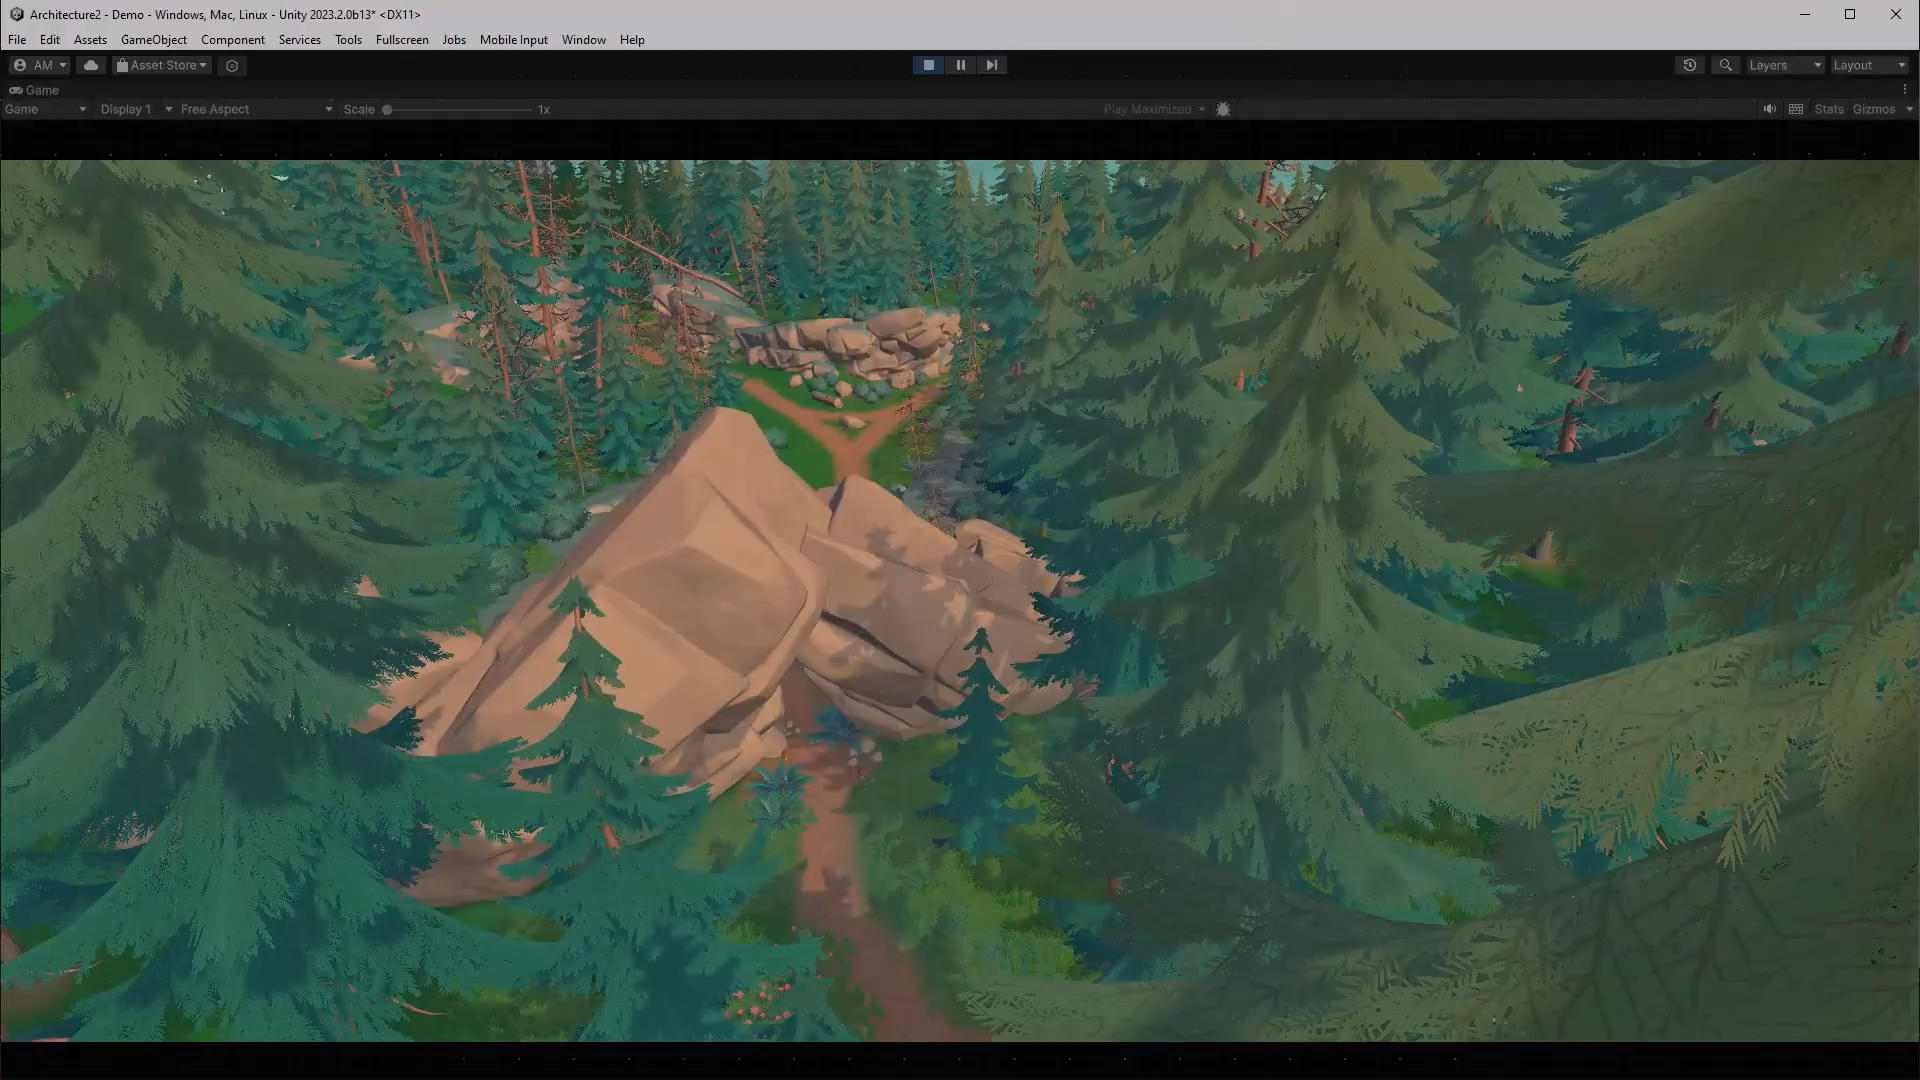 Architecture2 - Demo - Windows, Mac, Linux - Unity 2023.2.0b13* <DX11>
File Edit Assets GameObject Component Services Tools Fullscreen Jobs Mobile Input Window Help
AM Asset Store Layers Layout
Game
Game Display 1 Free Aspect Scale 1x Play Maximized Stats Gizmos